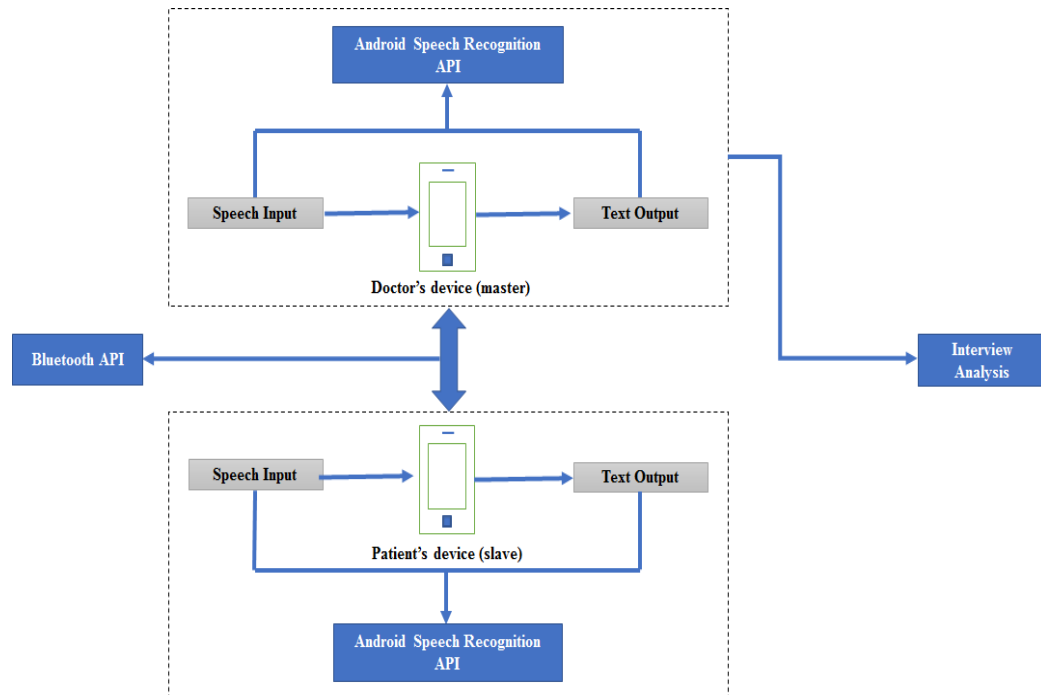 Android Speech Recognition
API
Speech Input
Text Output
Doctor's device (master)
Bluetooth API
Interview
Analysis
Speech Input
Text Output
Patient's device (slave)
Android Speech Recognition
API